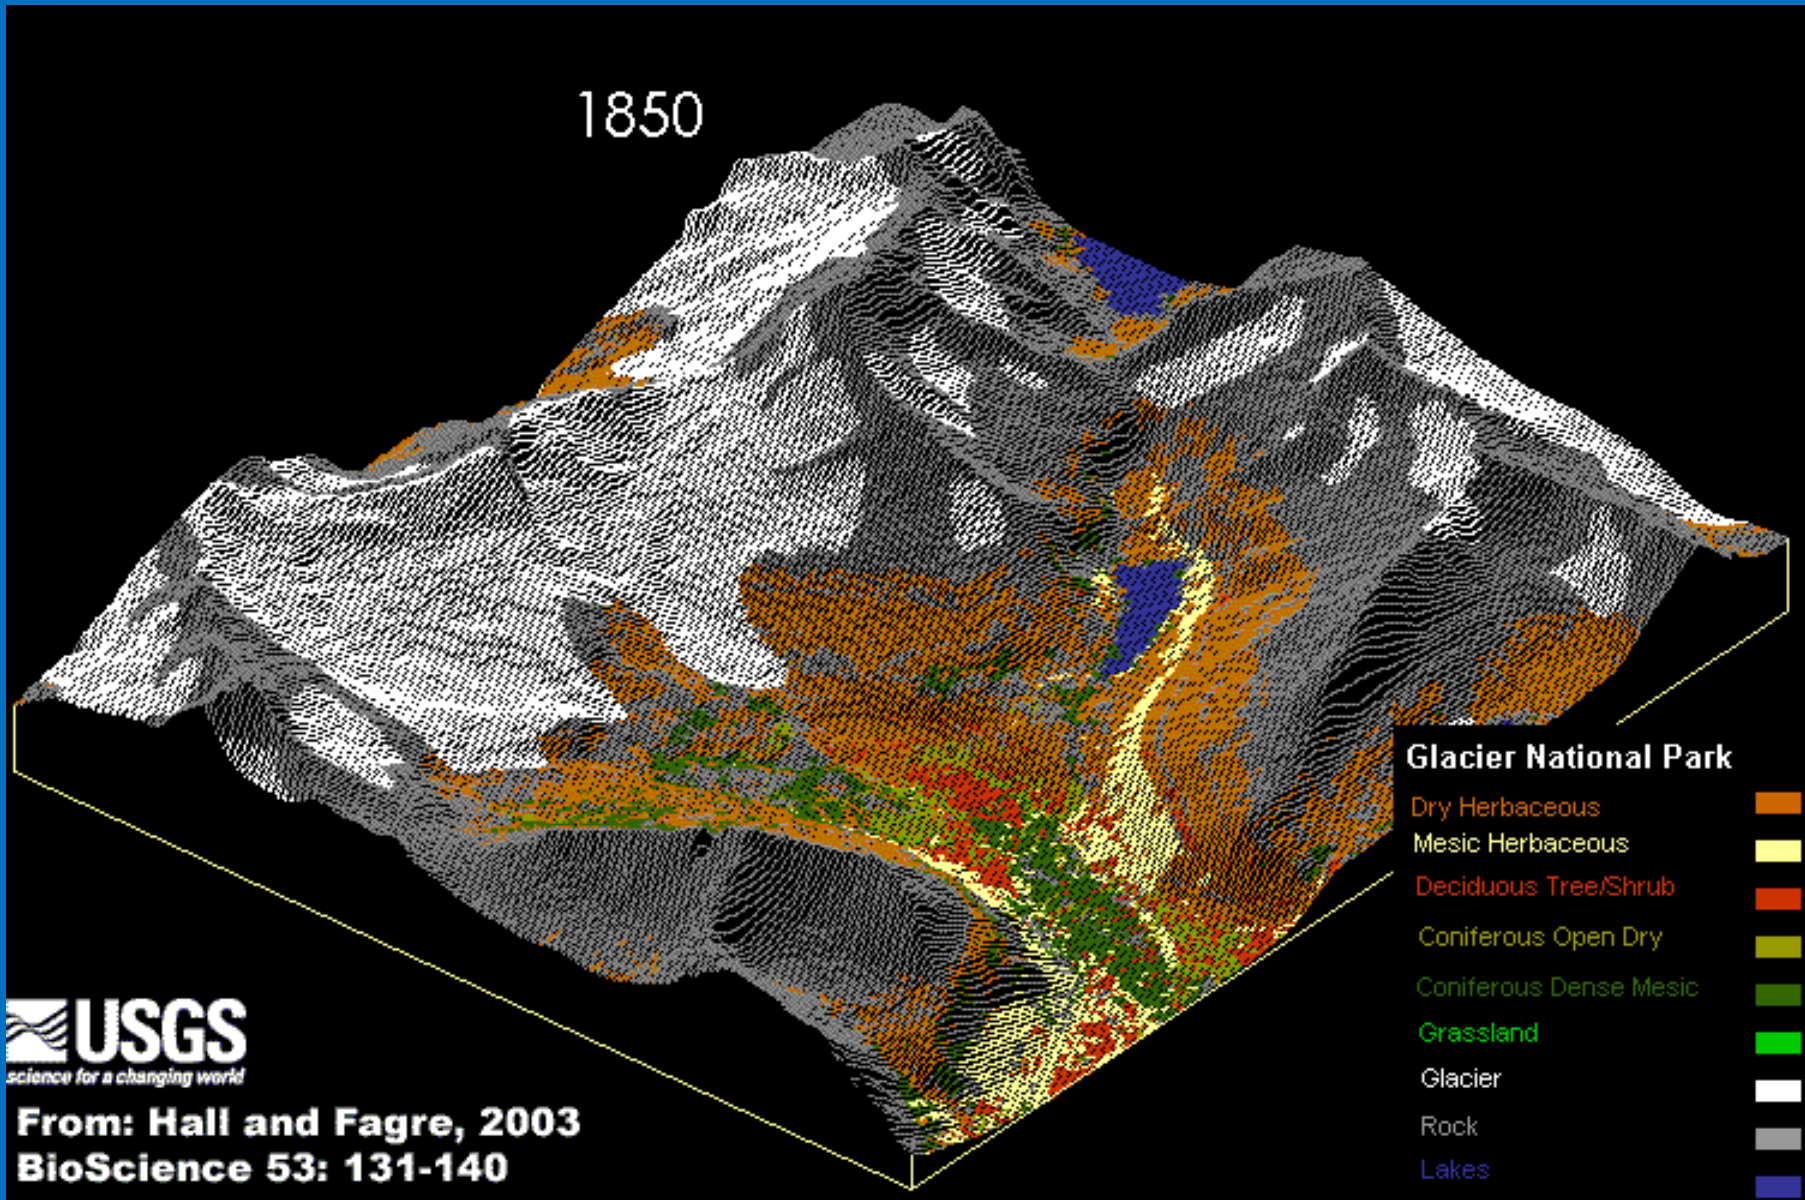 1850
Glacier National Park
Dry Herbaceous
Mesic Herbaceous
Deciduous Tree/Shrub
Coniferous Open Dry
Coniferous Dense Mesic
Grassland
Glacier
Rock
Lakes
USGS
science for a changing world
From: Hall and Fagre, 2003
BioScience 53: 131-140